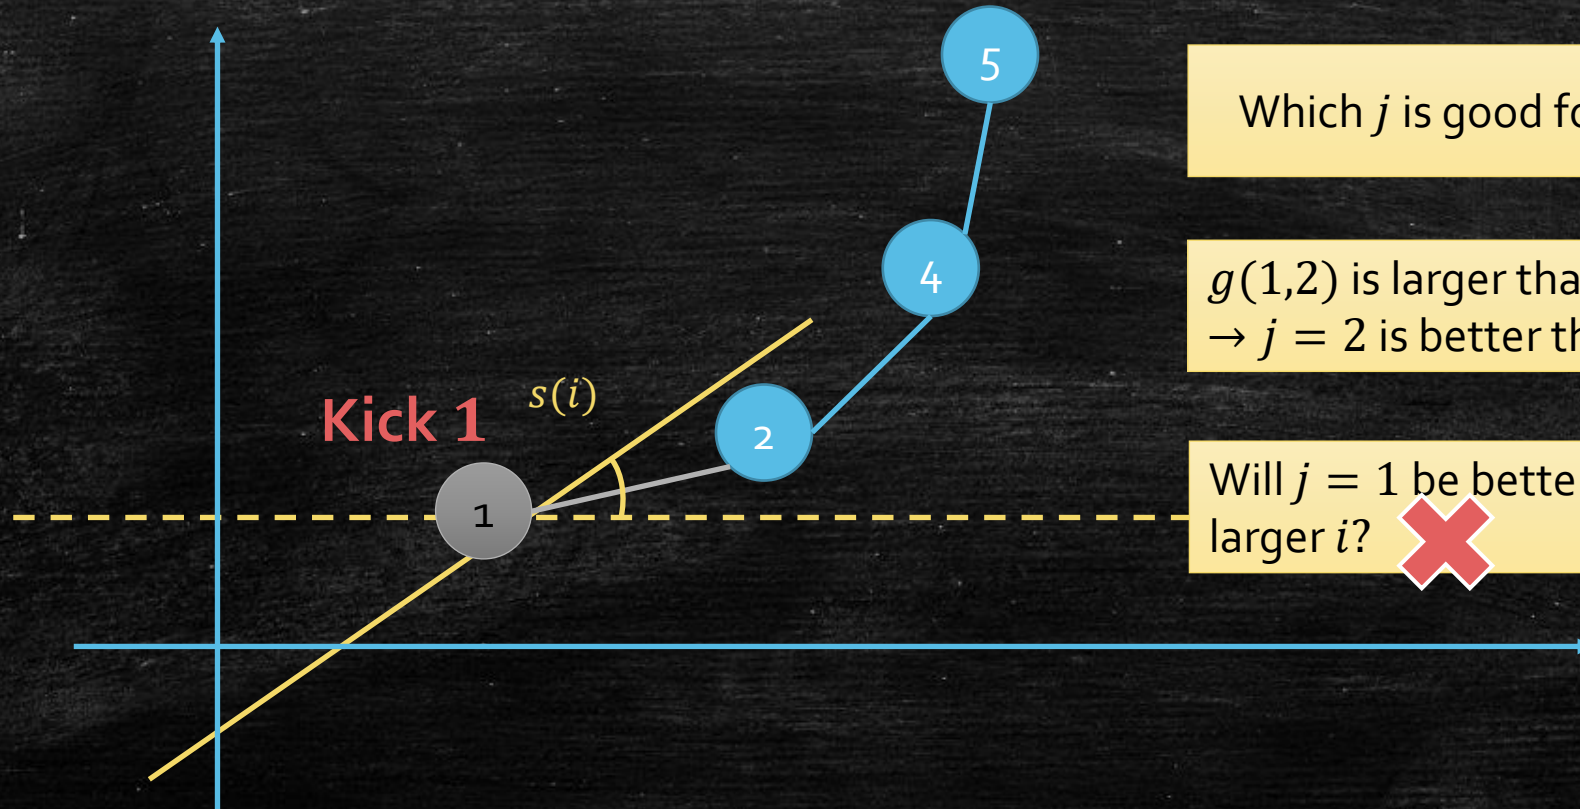 5
Which j is good fo
4
g(1,2) is larger tha
→ j = 2 is better th
s(i)
Kick 1
2
Will j = 1 be bette
larger i?
1